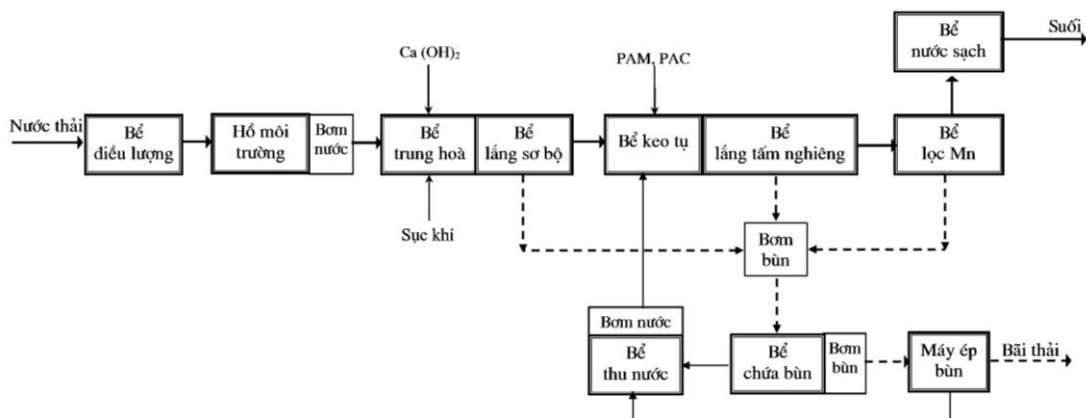 Bể
nước sạch
Suối
Ca (OH)₂
PAM, PAC
Nước thải
Bể
điều lượng
Hồ môi
trường
Bơm
nước
Bể
trung hoà
Bể
lắng sơ bộ
Bể keo tụ
Bể
lắng tấm nghiêng
Bể
lọc Mn
Sục khí
Bơm
bùn
Bơm nước
Bể
thu nước
Bể
chứa bùn
Bơm
bùn
Máy ép
bùn
Bãi thải